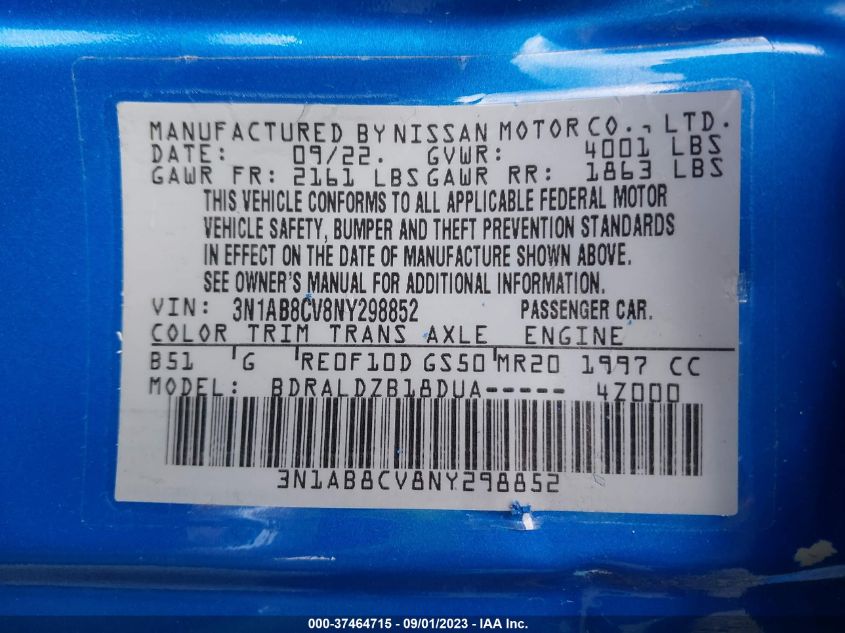 MANUFACTURED BY NISSAN MOTOR CO., LTD.
DATE: 09/22. GVWR: 4001 LBS
GAWR FR: 2161 LBS GAWR RR: 1863 LBS
THIS VEHICLE CONFORMS TO ALL APPLICABLE FEDERAL MOTOR
VEHICLE SAFETY, BUMPER AND THEFT PREVENTION STANDARDS
IN EFFECT ON THE DATE OF MANUFACTURE SHOWN ABOVE.
SEE OWNER'S MANUAL FOR ADDITIONAL INFORMATION.
VIN: 3N1AB8CV8NY298852 PASSENGER CAR.
COLOR TRIM TRANS AXLE ENGINE
B51 'G 'RE0F10D GS50'MR20 1997 CC
MODEL: BDRALDZB18DUA----- 4Z000
3N1AB8CV8NY298852
000-37464715 - 09/01/2023 - IAA Inc.